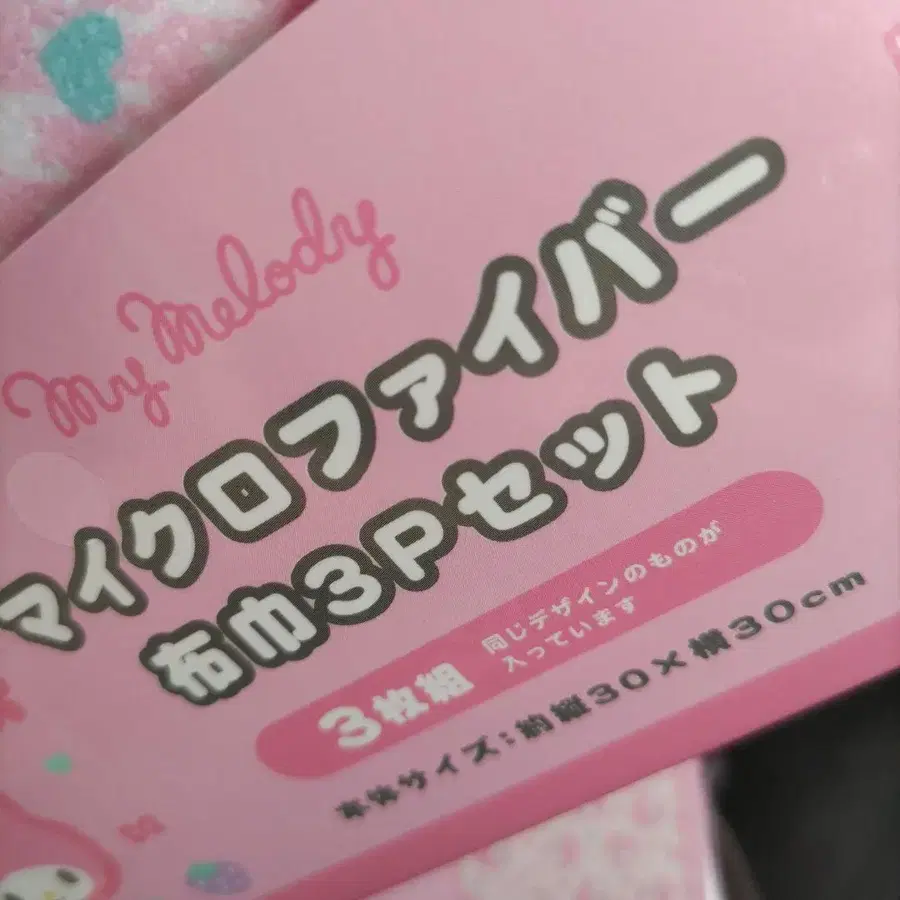 My Melody
マイクロファイバー
布巾3Pセット
3枚組
同じデザインのものが
入っています
本体サイズ:約縦30×横30cm